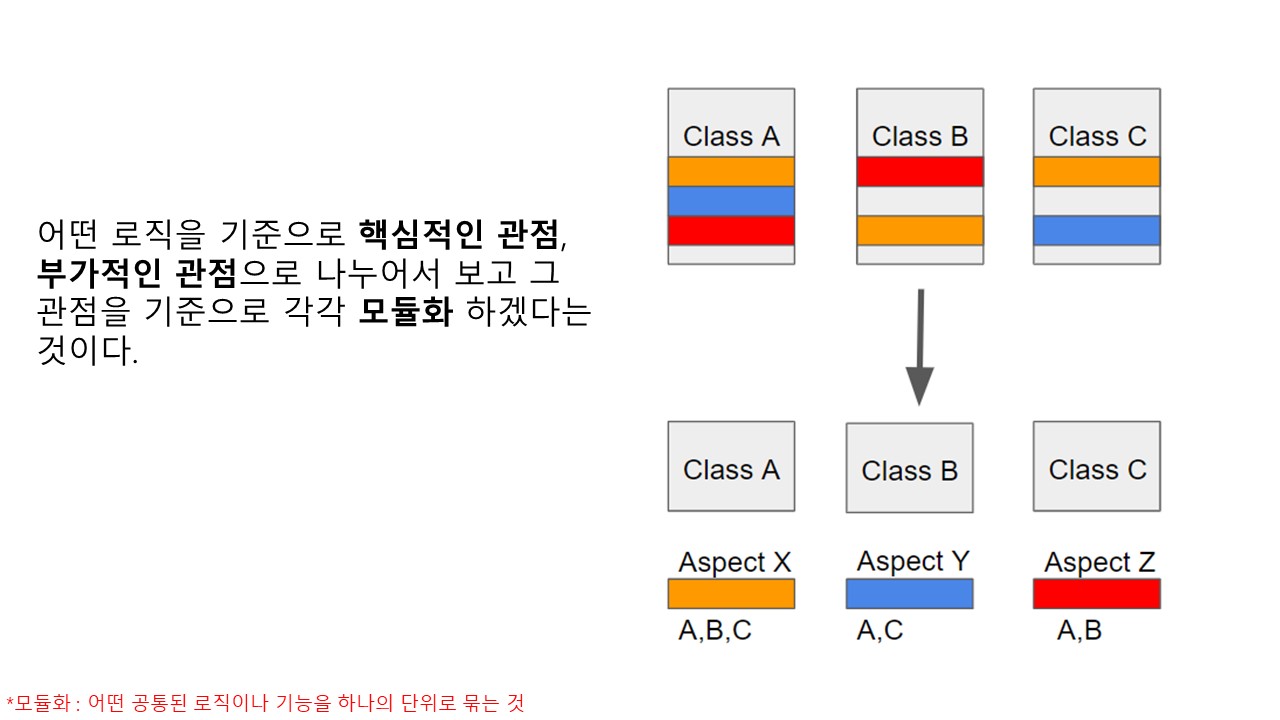 어떤 로직을 기준으로 핵심적인 관점,
부가적인 관점으로 나누어서 보고 그
관점을 기준으로 각각 모듈화 하겠다는
것이다.
Class A
Class B
Class C
Class A
Class B
Class C
Aspect X
Aspect Y
Aspect Z
A,B,C
A,C
A,B
*모듈화 : 어떤 공통된 로직이나 기능을 하나의 단위로 묶는 것